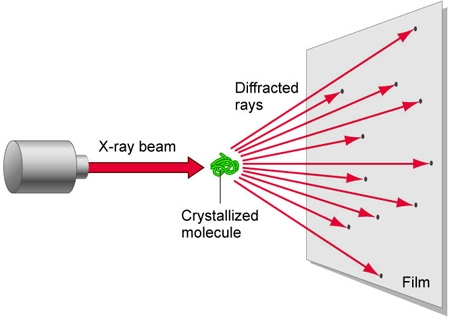 Diffracted
rays
X-ray beam
Crystallized
molecule
Film